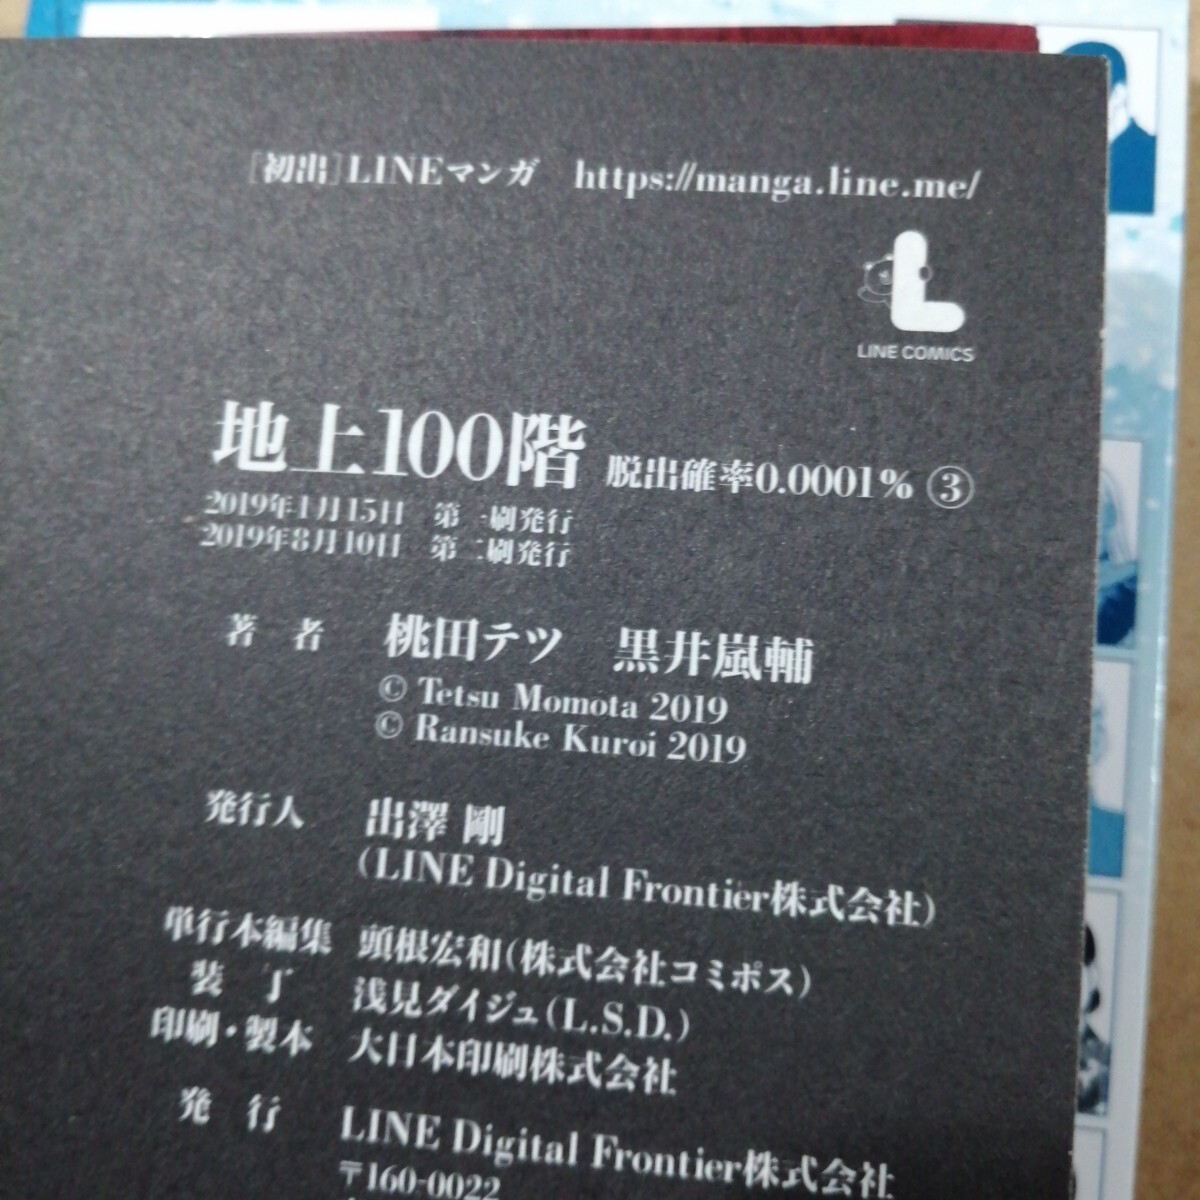 [初出]LINEマンガ　https://manga.line.me/
LINE COMICS
地上100階 脱出確率0.0001% ③
2019年1月15日　第一刷発行
2019年8月10日　第二刷発行
著　者　桃田テツ　黒井嵐輔
© Tetsu Momota 2019
© Ransuke Kuroi 2019
発行人　出澤 剛
(LINE Digital Frontier株式会社)
単行本編集　頭根宏和(株式会社コミポス)
装　丁　浅見ダイジュ(L.S.D.)
印刷・製本　大日本印刷株式会社
発　行　LINE Digital Frontier株式会社
〒160-0022